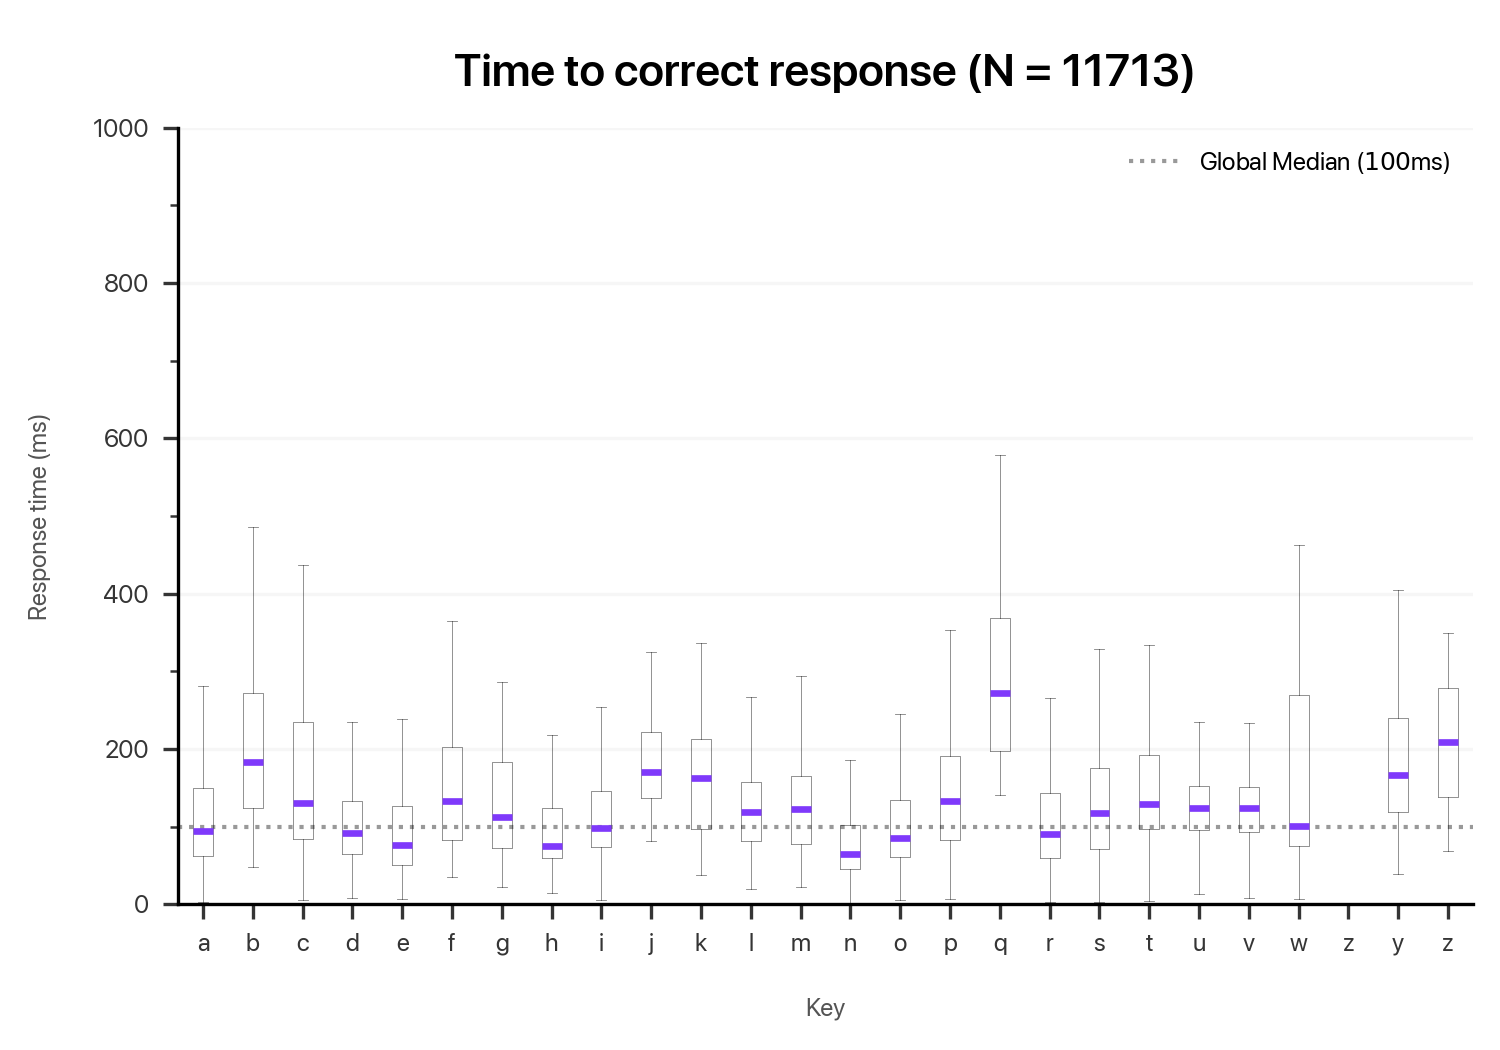 Time to correct response (N = 11713)
Global Median (100ms)
1000
800
600
400
200
0
Response time (ms)
a b c d e f g h i j k l m n o p q r s t u v w z y z
Key